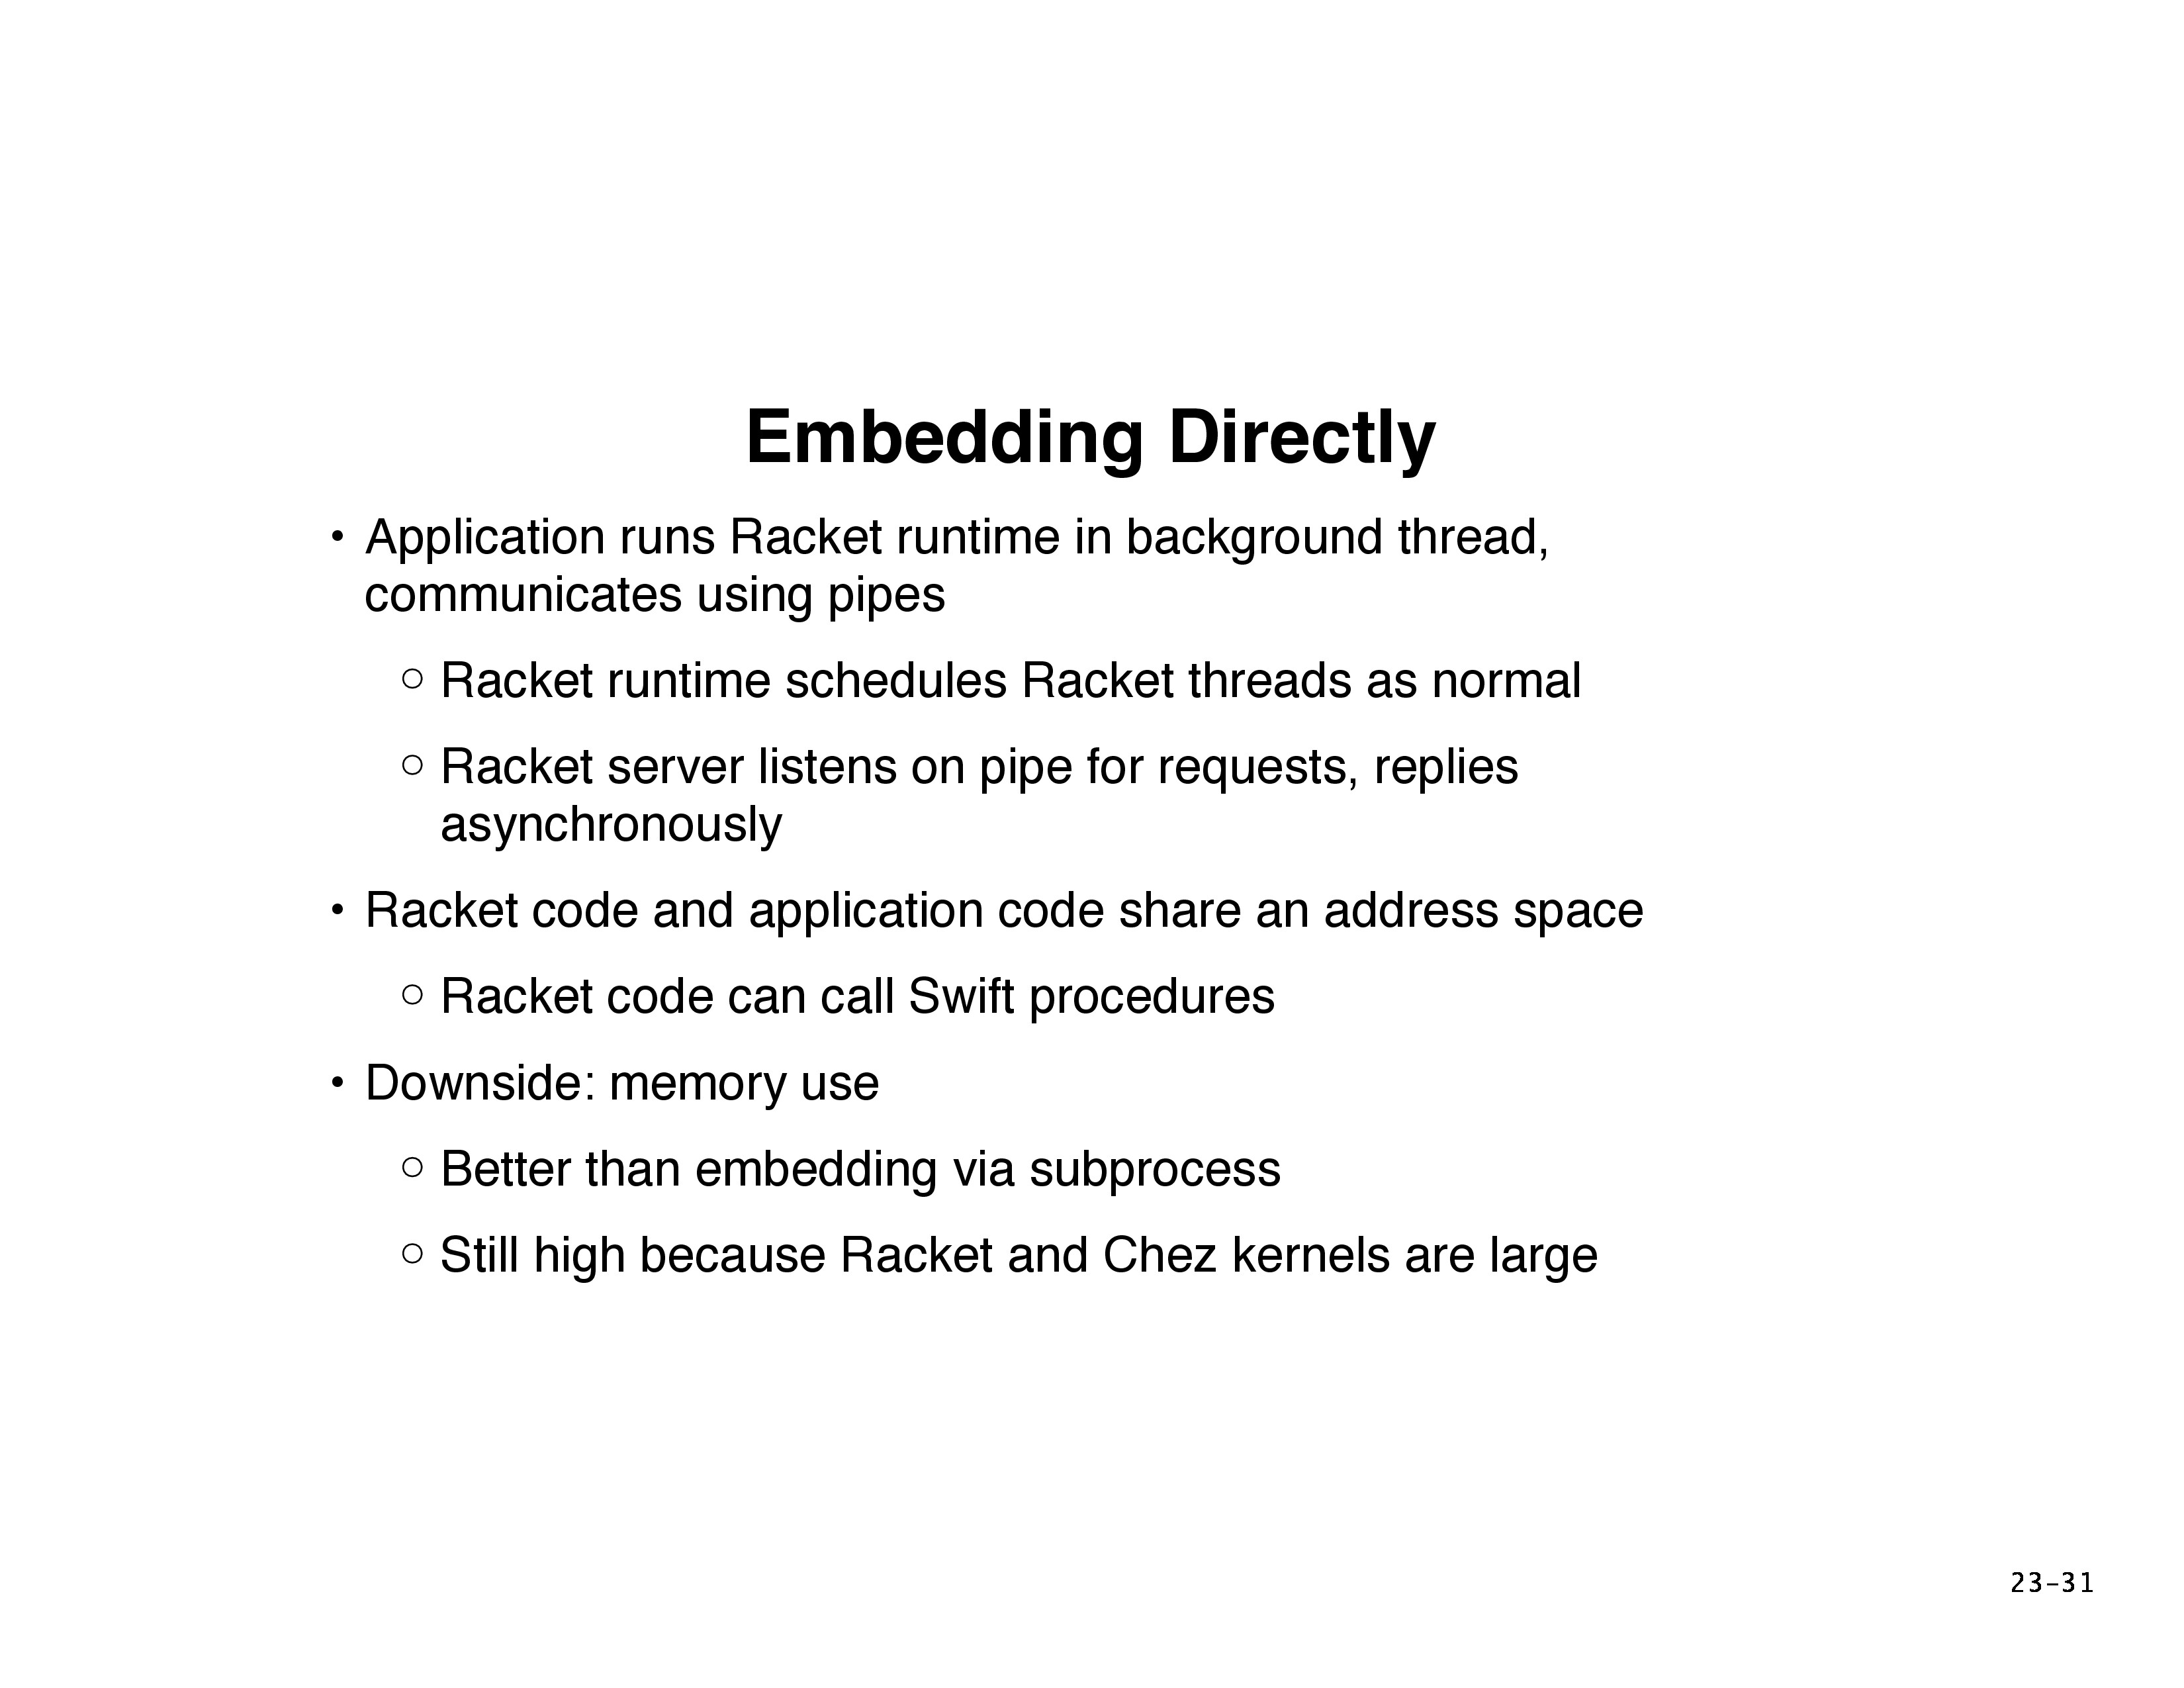 Embedding Directly
• Application runs Racket runtime in background thread,
communicates using pipes
○ Racket runtime schedules Racket threads as normal
○ Racket server listens on pipe for requests, replies
asynchronously
• Racket code and application code share an address space
○ Racket code can call Swift procedures
• Downside: memory use
○ Better than embedding via subprocess
○ Still high because Racket and Chez kernels are large
23-31